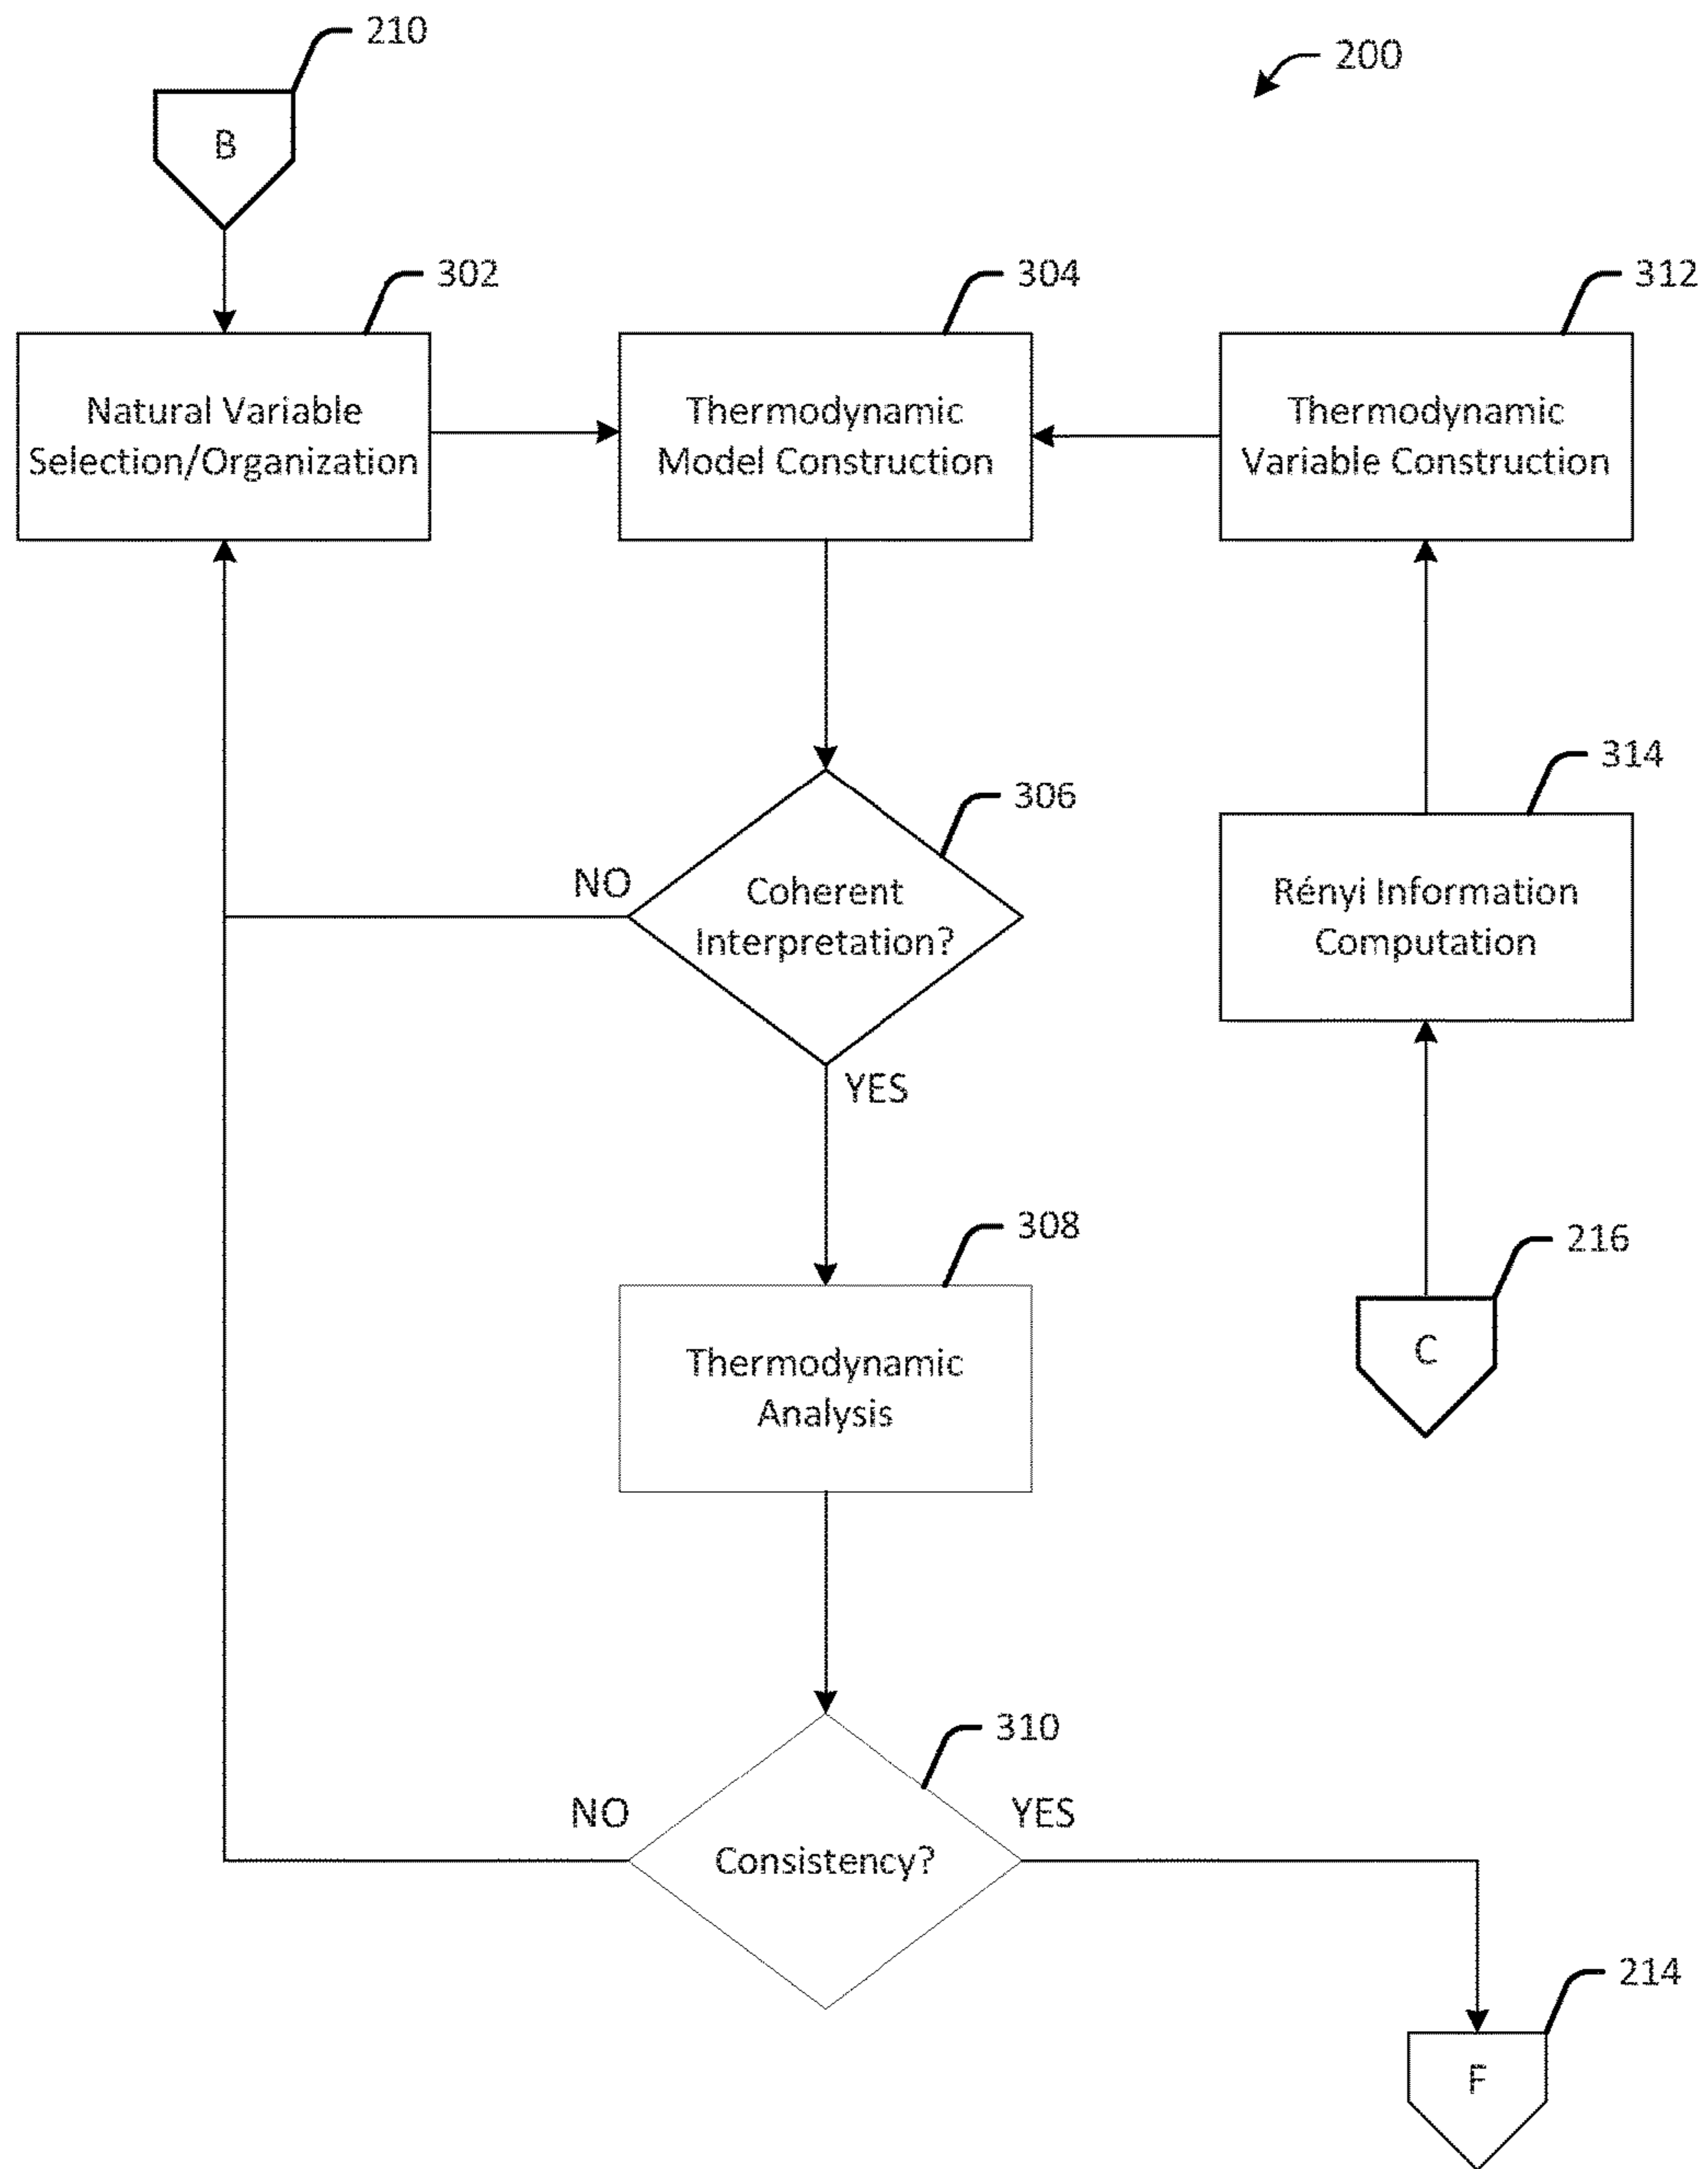 210
200
B
302
304
312
Natural Variable
Selection/Organization
Thermodynamic
Model Construction
Thermodynamic
Variable Construction
314
306
NO
Coherent
Interpretation?
Rényi Information
Computation
YES
308
216
C
Thermodynamic
Analysis
310
NO
YES
Consistency?
214
F